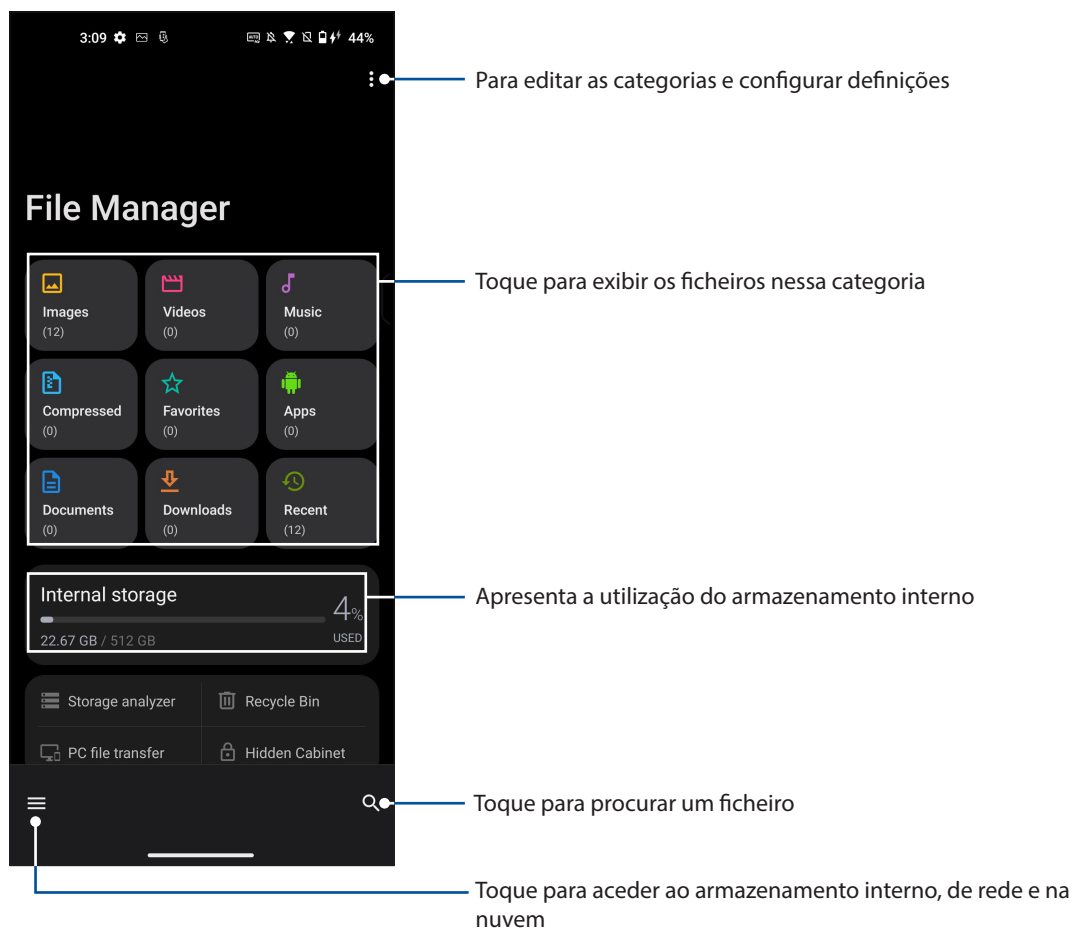 3:09 44%
Para editar as categorias e configurar definições
File Manager
Toque para exibir os ficheiros nessa categoria
Images Videos Music
(12) (0) (0)
Compressed Favorites Apps
(0) (0) (0)
Documents Downloads Recent
(0) (0) (12)
Internal storage
4%
Apresenta a utilização do armazenamento interno
22.67 GB / 512 GB USED
Storage analyzer Recycle Bin
PC file transfer Hidden Cabinet
Toque para procurar um ficheiro
Toque para aceder ao armazenamento interno, de rede e na
nuvem